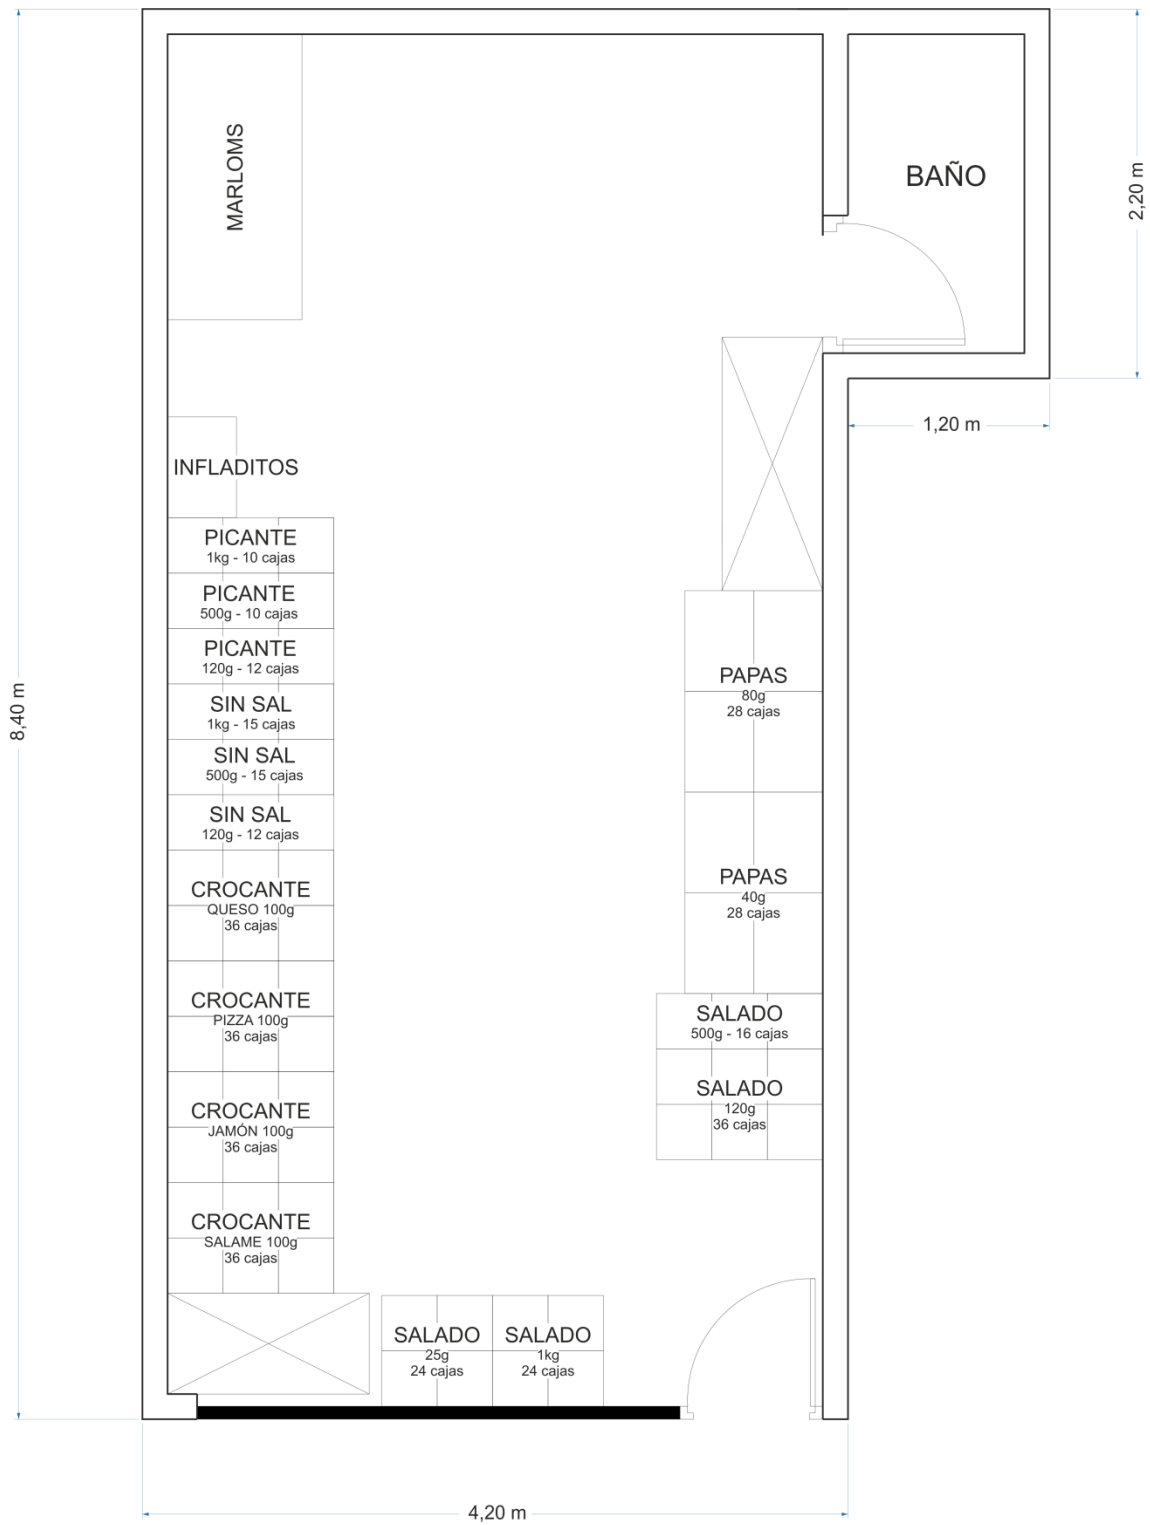 MARLOMS
BAÑO
2,20 m
1,20 m
8,40 m
INFLADITOS
PICANTE
1kg - 10 cajas
PICANTE
500g - 10 cajas
PICANTE
120g - 12 cajas
SIN SAL
1kg - 15 cajas
SIN SAL
500g - 15 cajas
SIN SAL
120g - 12 cajas
CROCANTE
QUESO 100g
36 cajas
CROCANTE
PIZZA 100g
36 cajas
CROCANTE
JAMÓN 100g
36 cajas
CROCANTE
SALAME 100g
36 cajas
PAPAS
80g
28 cajas
PAPAS
40g
28 cajas
SALADO
500g - 16 cajas
SALADO
120g
36 cajas
SALADO
25g
24 cajas
SALADO
1kg
24 cajas
4,20 m